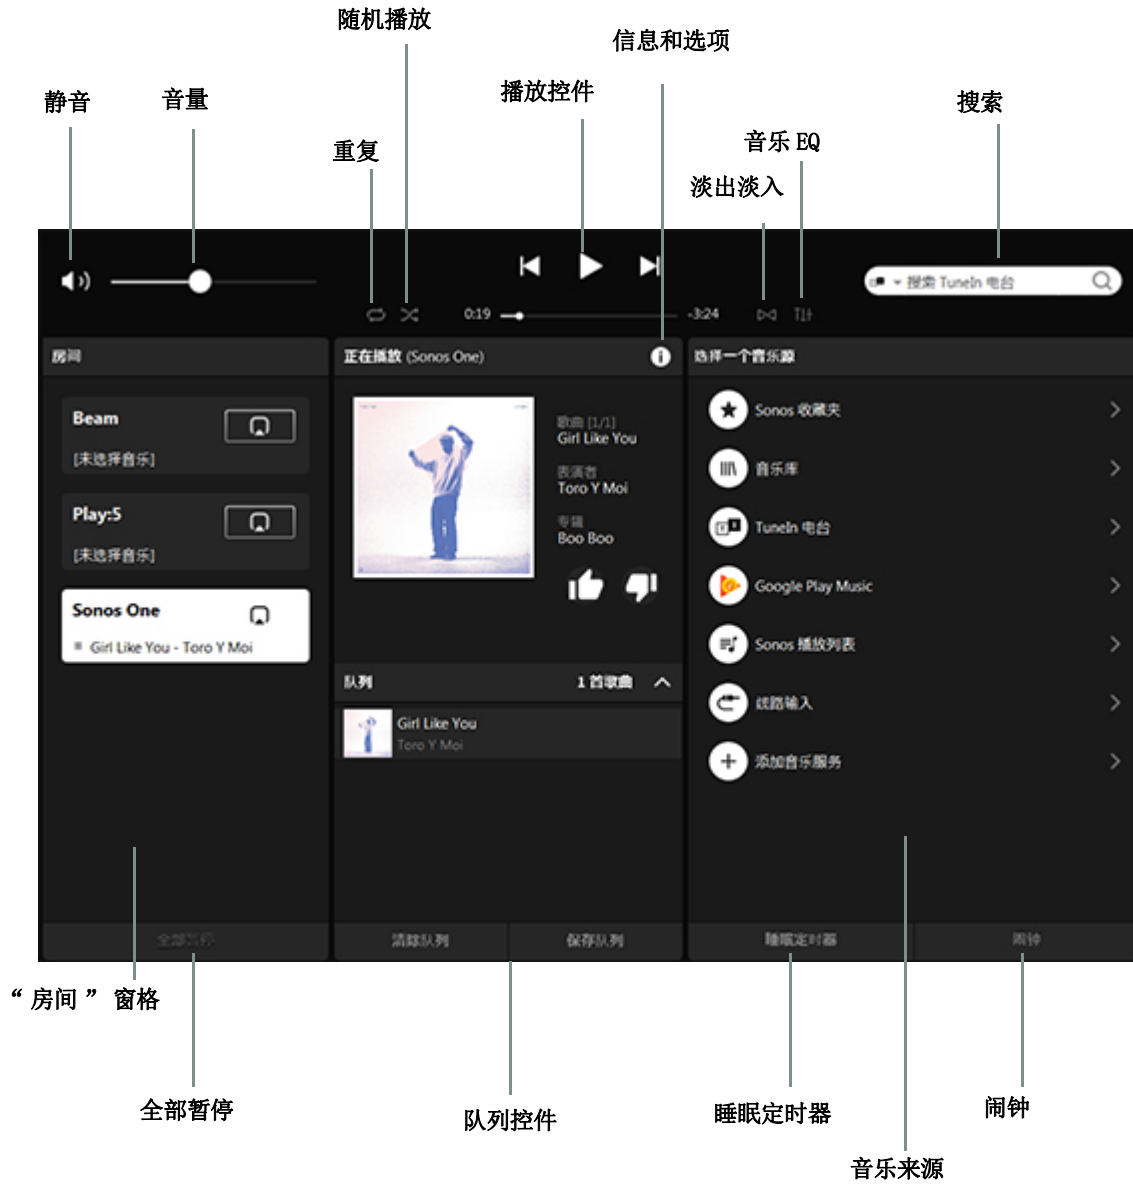 随机播放
信息和选项
静音
音量
播放控件
搜索
重复
音乐 EQ
淡出淡入
搜索 TuneIn 电台
0:19
-3:24
房间
正在播放 (Sonos One)
选择一个音乐源
Beam
[未选择音乐]
Play:5
[未选择音乐]
Sonos One
Girl Like You - Toro Y Moi
歌曲 [1/1]
Girl Like You
表演者
Toro Y Moi
专辑
Boo Boo
队列
1 首歌曲
Girl Like You
Toro Y Moi
Sonos 收藏夹
音乐库
TuneIn 电台
Google Play Music
Sonos 播放列表
线路输入
添加音乐服务
全部暂停
清除队列
保存队列
睡眠定时器
闹钟
“ 房间 ” 窗格
全部暂停
队列控件
睡眠定时器
闹钟
音乐来源